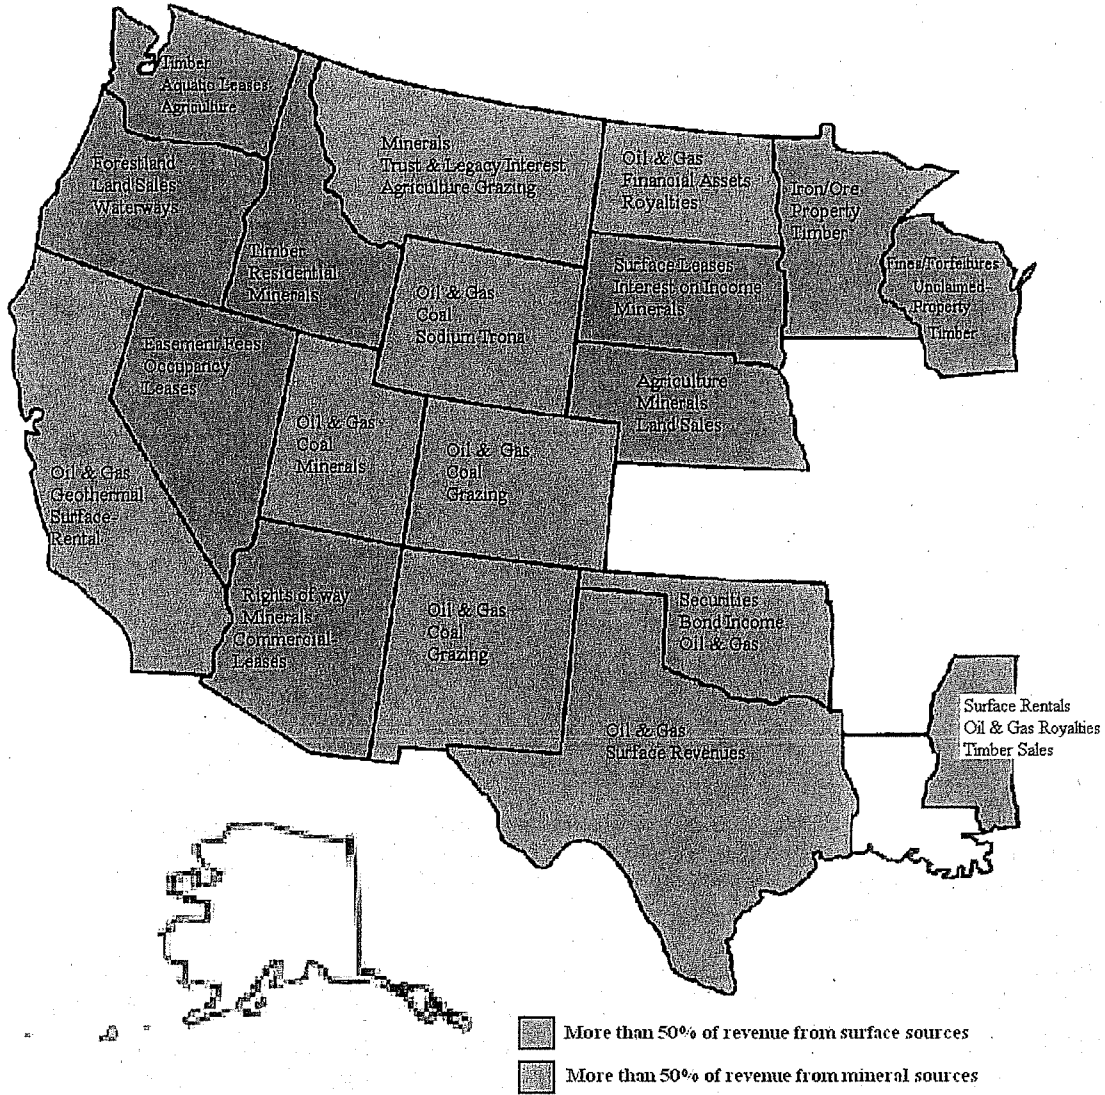 Timber
Aquatic Leases
Agriculture
Forestland
Land Sales
Waterways
Timber
Residential
Minerals
Minerals
Trust & Legacy Interest
Agriculture Grazing
Oil & Gas
Financial Assets
Royalties
Iron/Ore
Property
Timber
Fines/Forfeitures
Unclaimed-
Property
Timber
Surface Leases
Interest on Income
Minerals
Oil & Gas
Coal
Sodium-Trona
Agriculture
Minerals
Land Sales
Easement Fees
Occupancy
Leases
Oil & Gas
Coal
Minerals
Oil & Gas
Coal
Grazing
Oil & Gas
Geothermal
Surface-
Rental
Rights of way
Minerals
Commercial-
Leases
Oil & Gas
Coal
Grazing
Securities
Bond Income
Oil & Gas
Oil & Gas
Surface Revenues
Surface Rentals
Oil & Gas Royalties
Timber Sales
More than 50% of revenue from surface sources
More than 50% of revenue from mineral sources